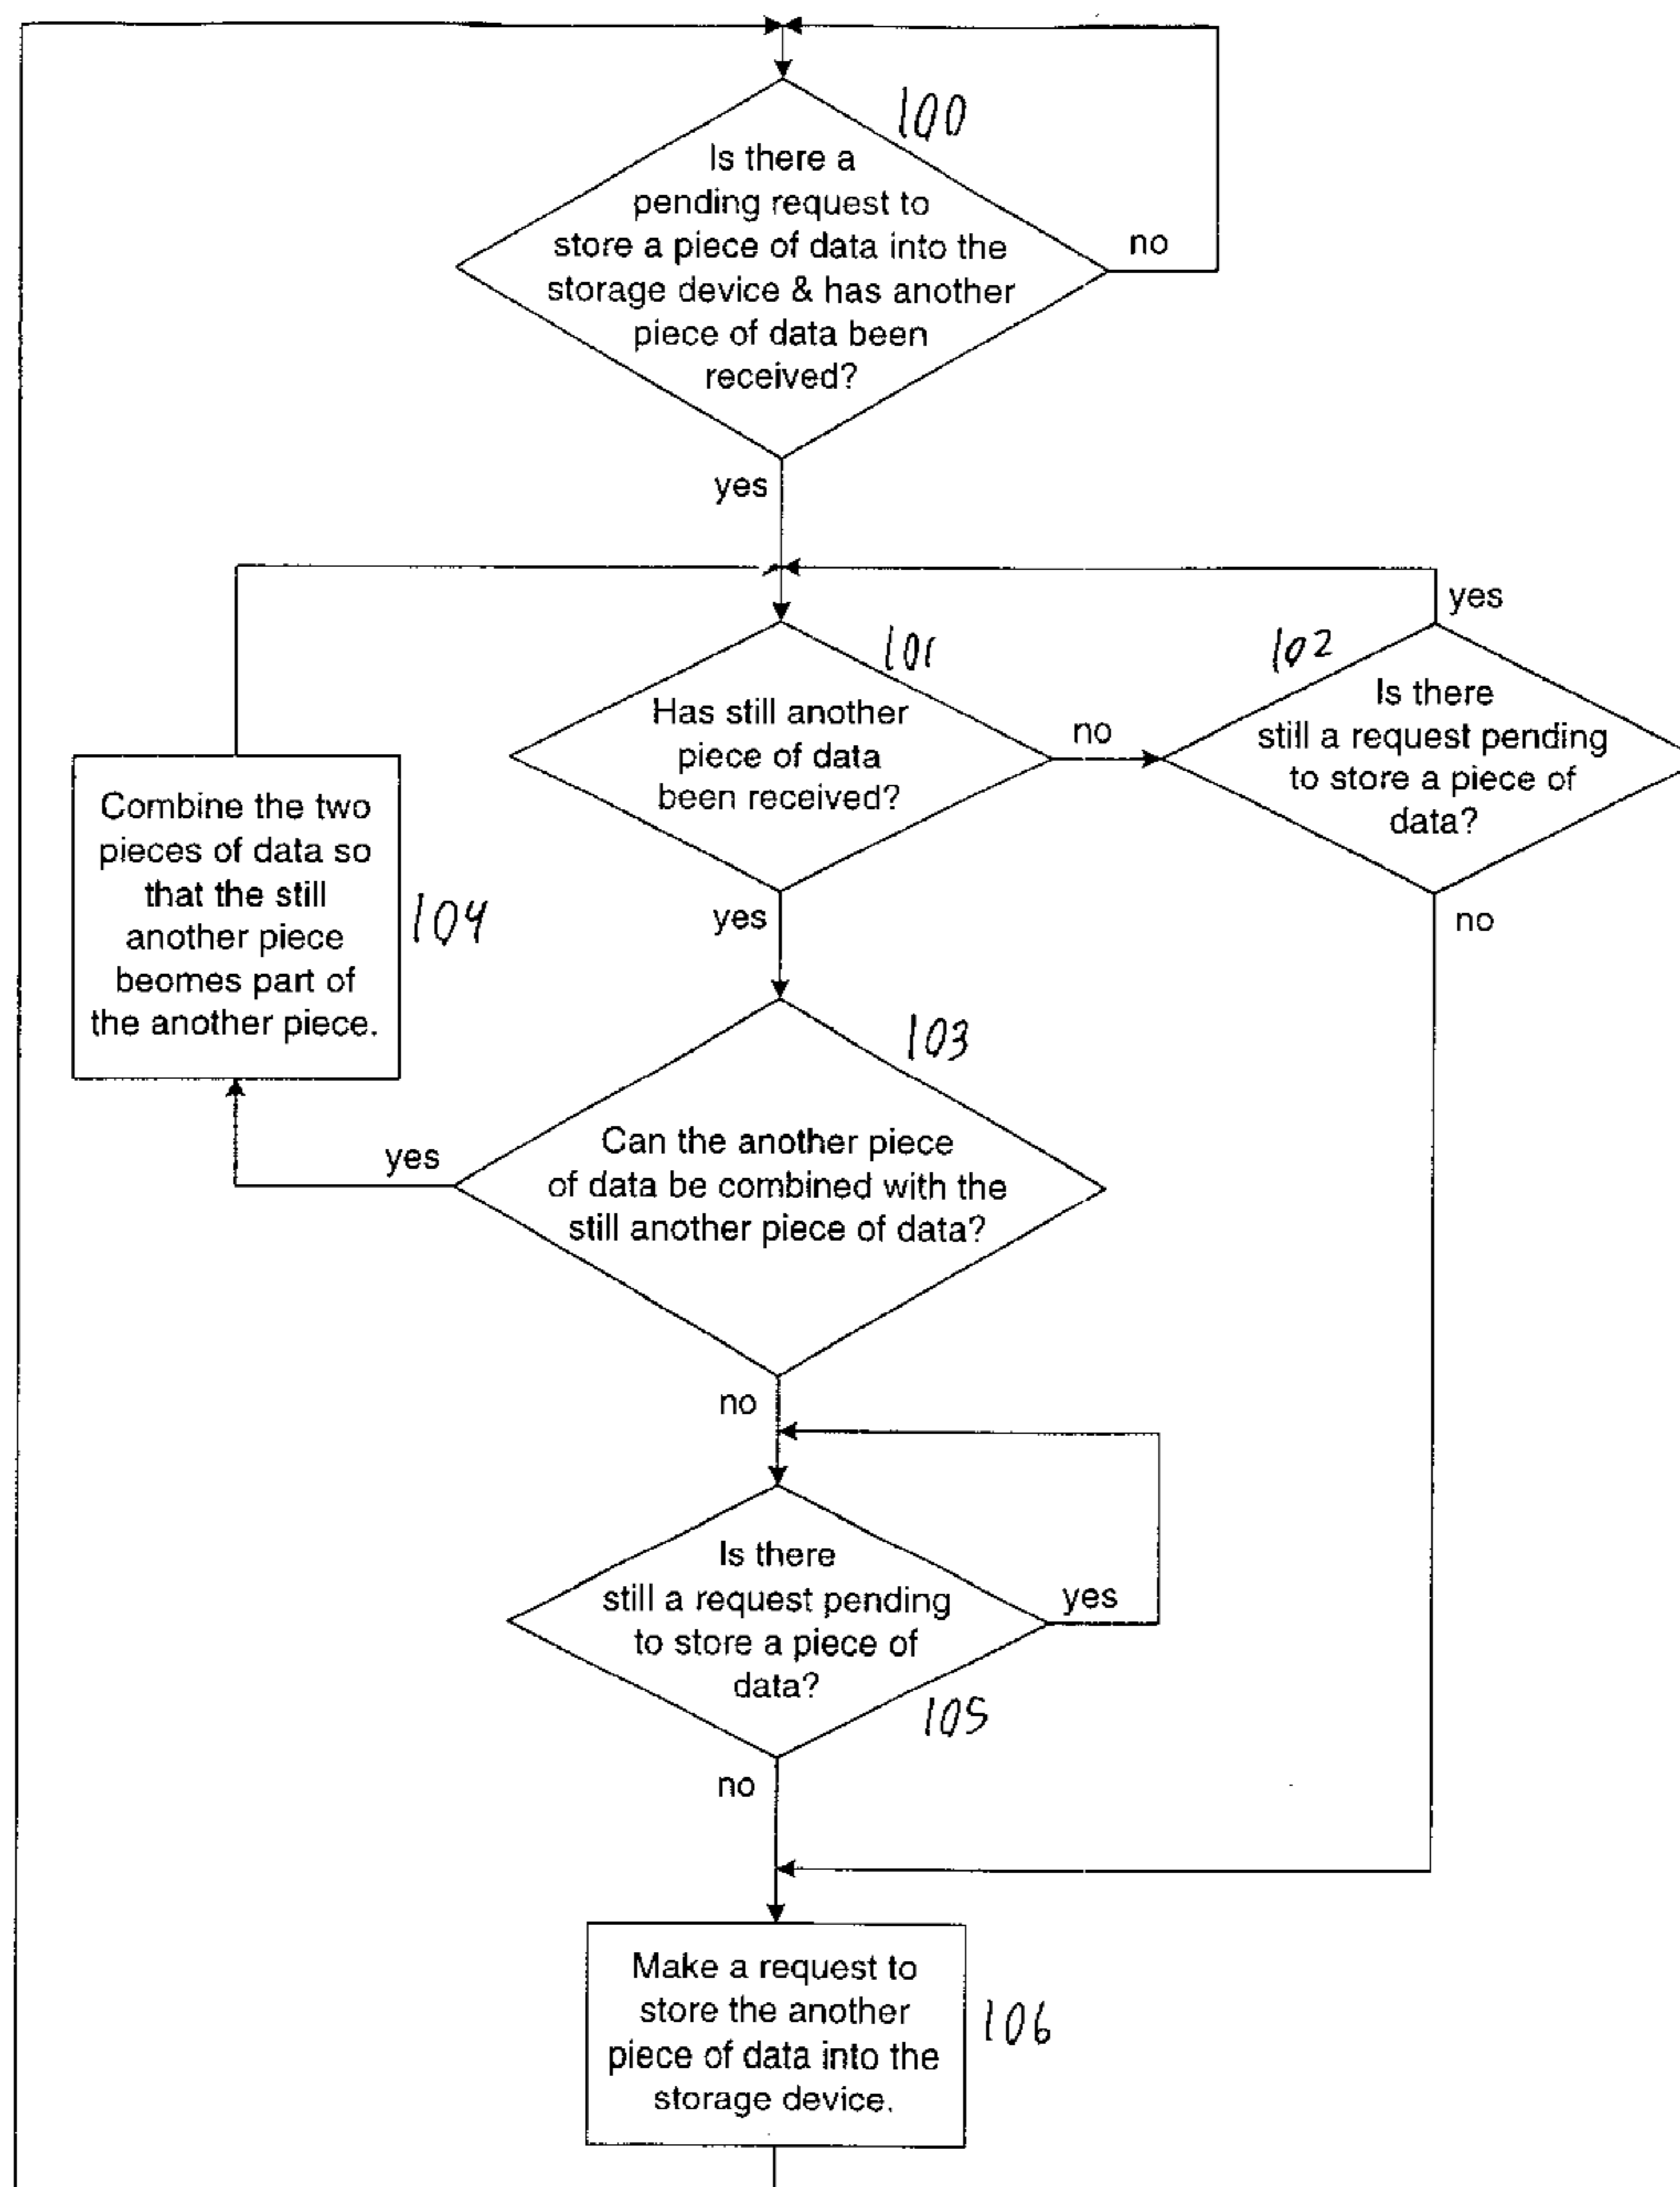 100
Is there a
pending request to
store a piece of data into the
storage device & has another
piece of data been
received?
no
yes
yes
101
102
Has still another
piece of data
been received?
no
Is there
still a request pending
to store a piece of
data?
Combine the two
pieces of data so
that the still
another piece
beomes part of
the another piece.
104
yes
no
103
Can the another piece
of data be combined with the
still another piece of data?
yes
no
Is there
still a request pending
to store a piece of
data?
yes
105
no
Make a request to
store the another
piece of data into the
storage device.
106